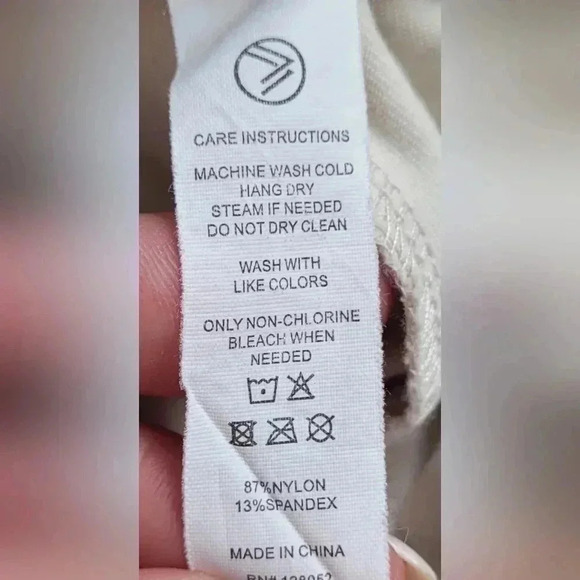 CARE INSTRUCTIONS
MACHINE WASH COLD
HANG DRY
STEAM IF NEEDED
DO NOT DRY CLEAN
WASH WITH
LIKE COLORS
ONLY NON-CHLORINE
BLEACH WHEN
NEEDED
87%NYLON
13%SPANDEX
MADE IN CHINA